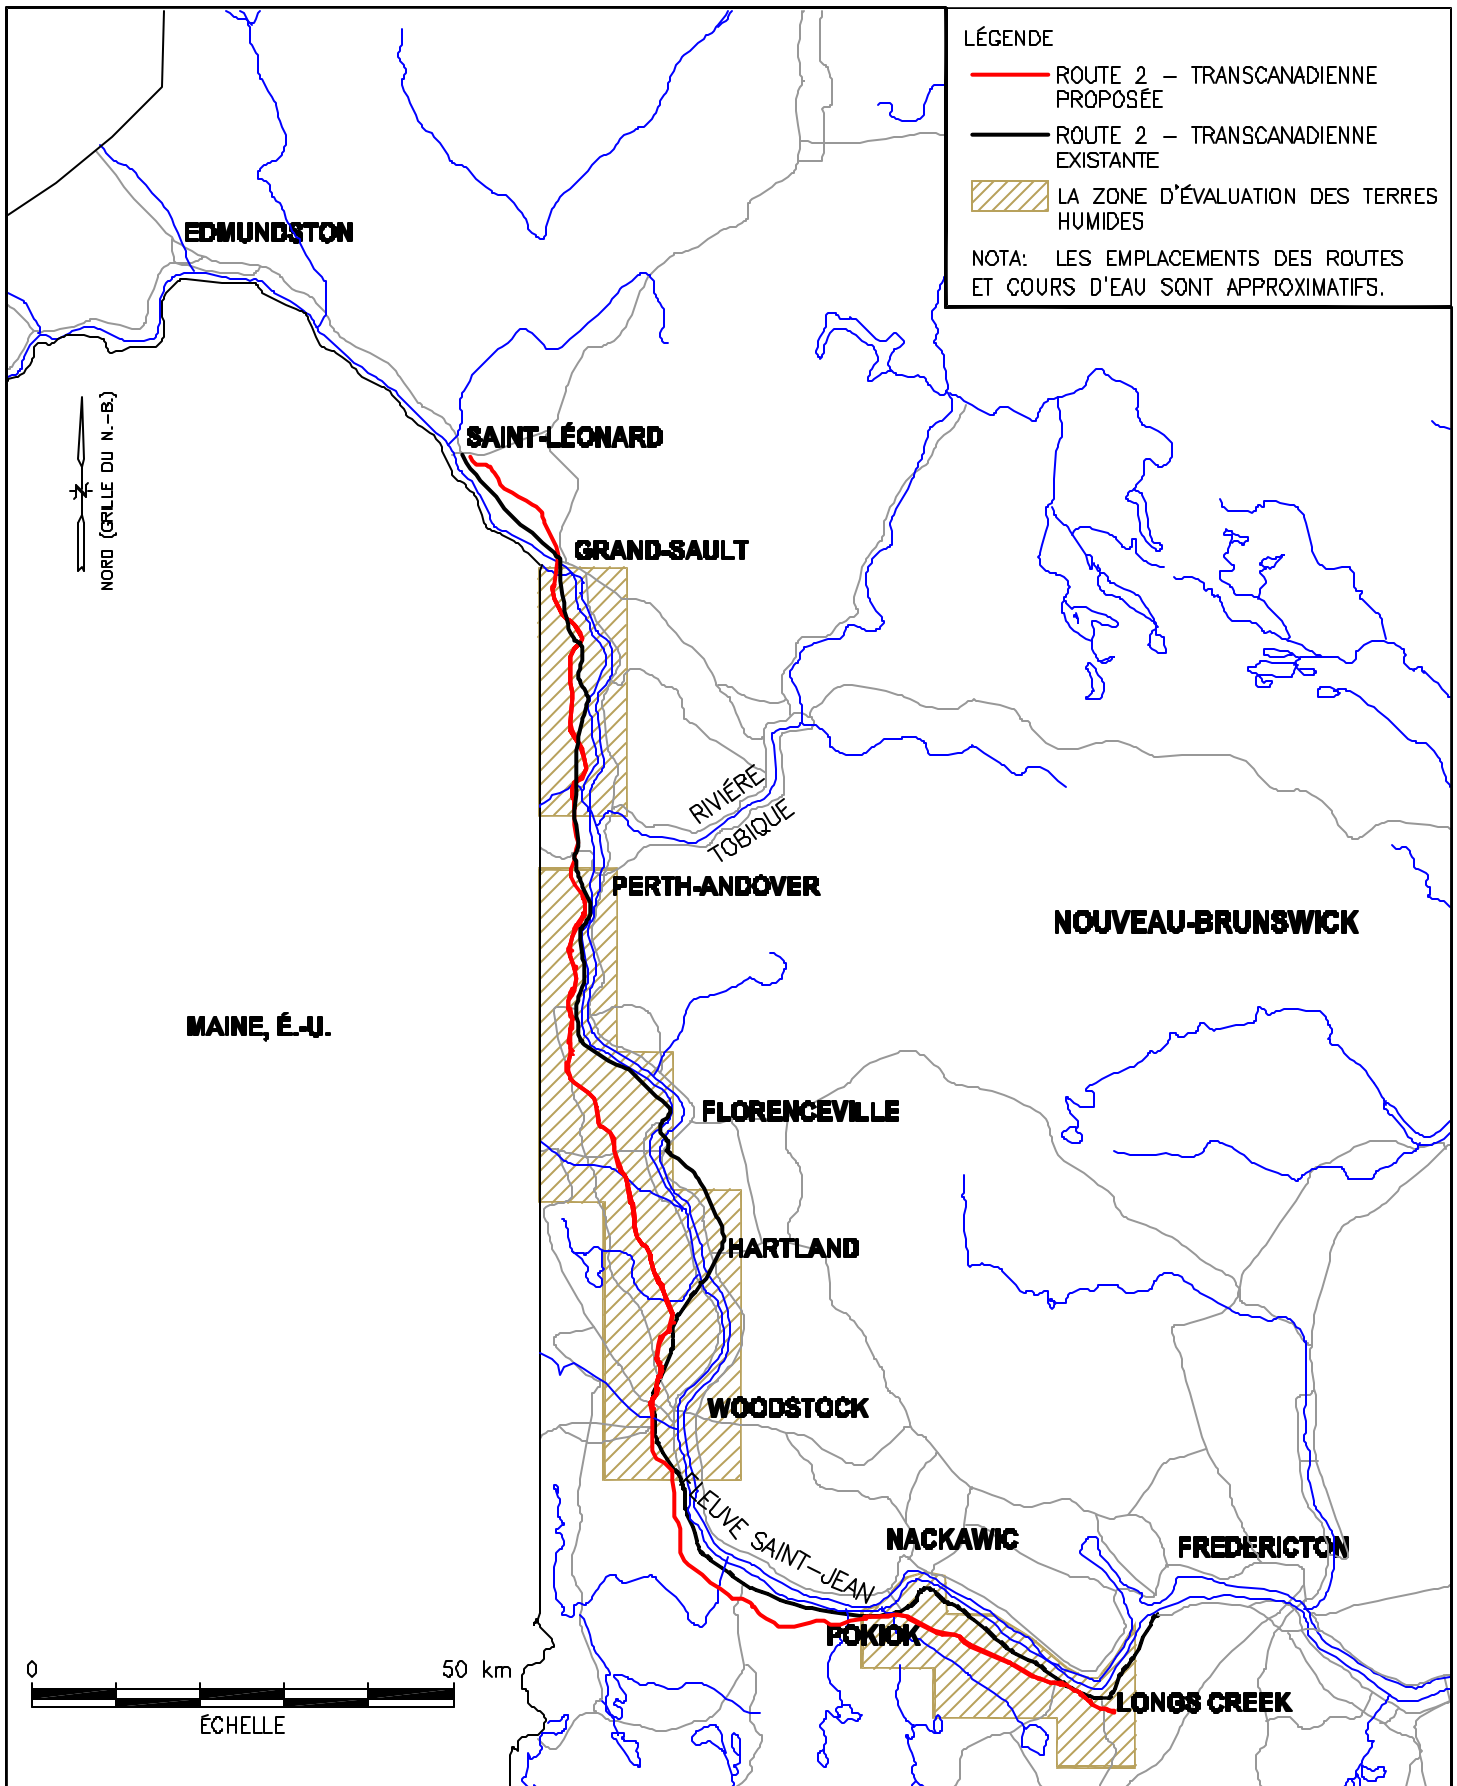 LÉGENDE
ROUTE 2 – TRANSCANADIENNE
PROPOSÉE
ROUTE 2 – TRANSCANADIENNE
EXISTANTE
LA ZONE D'ÉVALUATION DES TERRES
HUMIDES
NOTA: LES EMPLACEMENTS DES ROUTES
ET COURS D'EAU SONT APPROXIMATIFS.
EDMUNDSTON
NORD (GRILLE DU N.-B.)
SAINT-LÉONARD
GRAND-SAULT
RIVIÉRE
TOBIQUE
PERTH-ANDOVER
NOUVEAU-BRUNSWICK
MAINE, É.-U.
FLORENCEVILLE
HARTLAND
WOODSTOCK
FLEUVE SAINT-JEAN
NACKAWIC
FREDERICTON
POKIOK
LONGS CREEK
0 50 km
ÉCHELLE